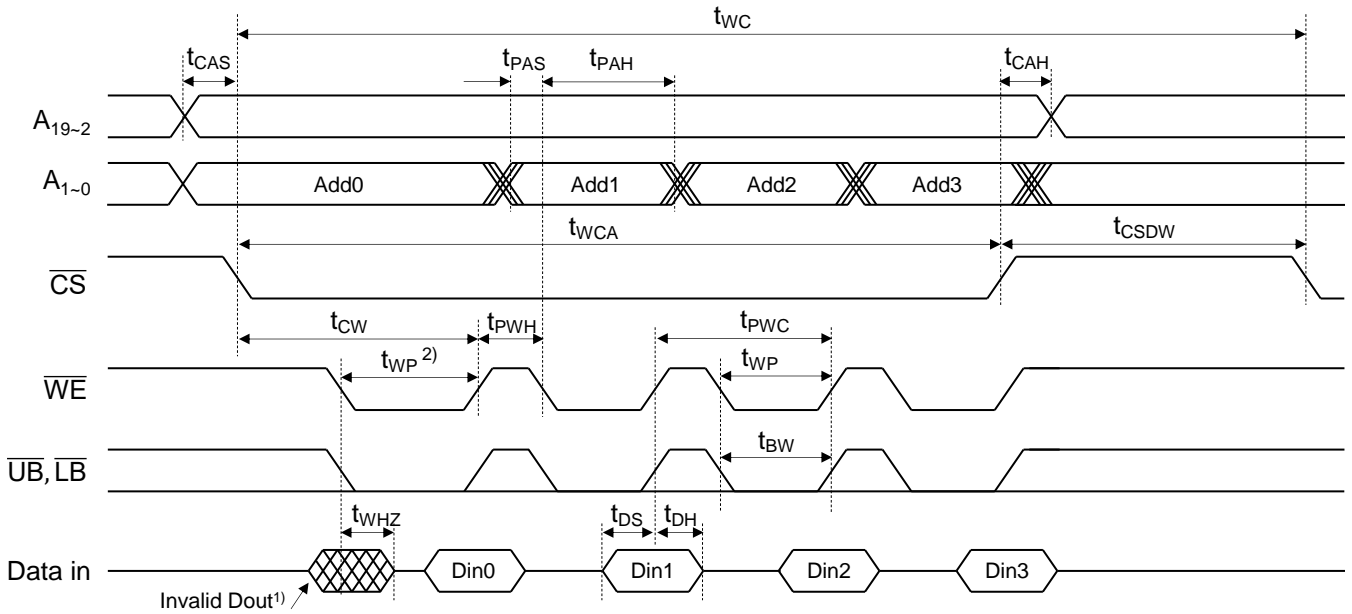 tWC
tCAS
tPAS
tPAH
tCAH
A19~2
A1~0
Add0
Add1
Add2
Add3
tWCA
tCSDW
CS
tCW
tPWH
tPWC
tWP 2)
tWP
WE
tBW
UB, LB
tWHZ
tDS
tDH
Data in
Din0
Din1
Din2
Din3
Invalid Dout1)